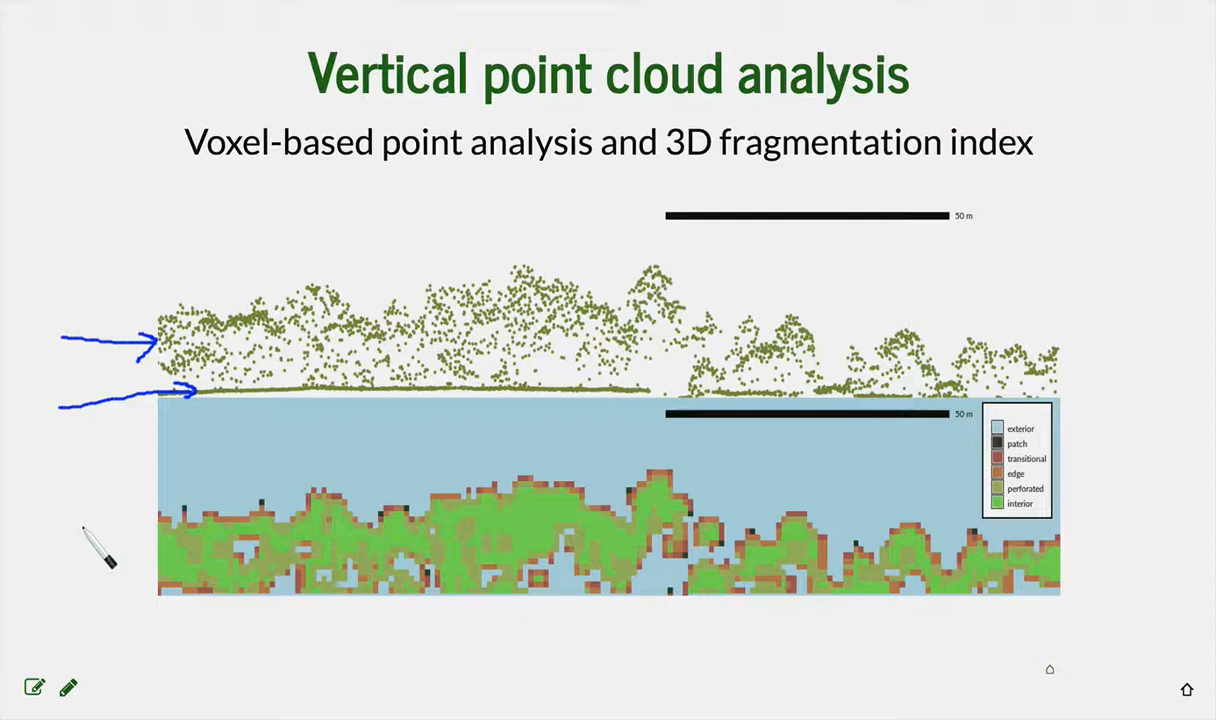 Vertical point cloud analysis
Voxel-based point analysis and 3D fragmentation index
50 m
50 m
exterior
patch
transitional
edge
perforated
interior